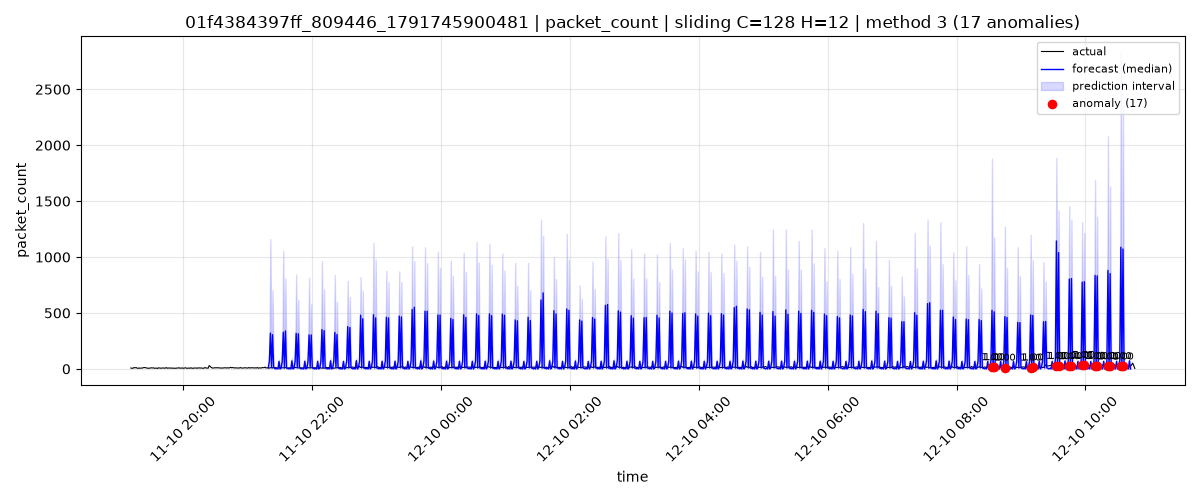 01f4384397ff_809446_1791745900481 | packet_count | sliding C=128 H=12 | method 3 (17 anomalies)
actual
forecast (median)
prediction interval
anomaly (17)
packet_count
2500
2000
1500
1000
500
0
11-10 20:00
11-10 22:00
12-10 00:00
12-10 02:00
12-10 04:00
12-10 06:00
12-10 08:00
12-10 10:00
time